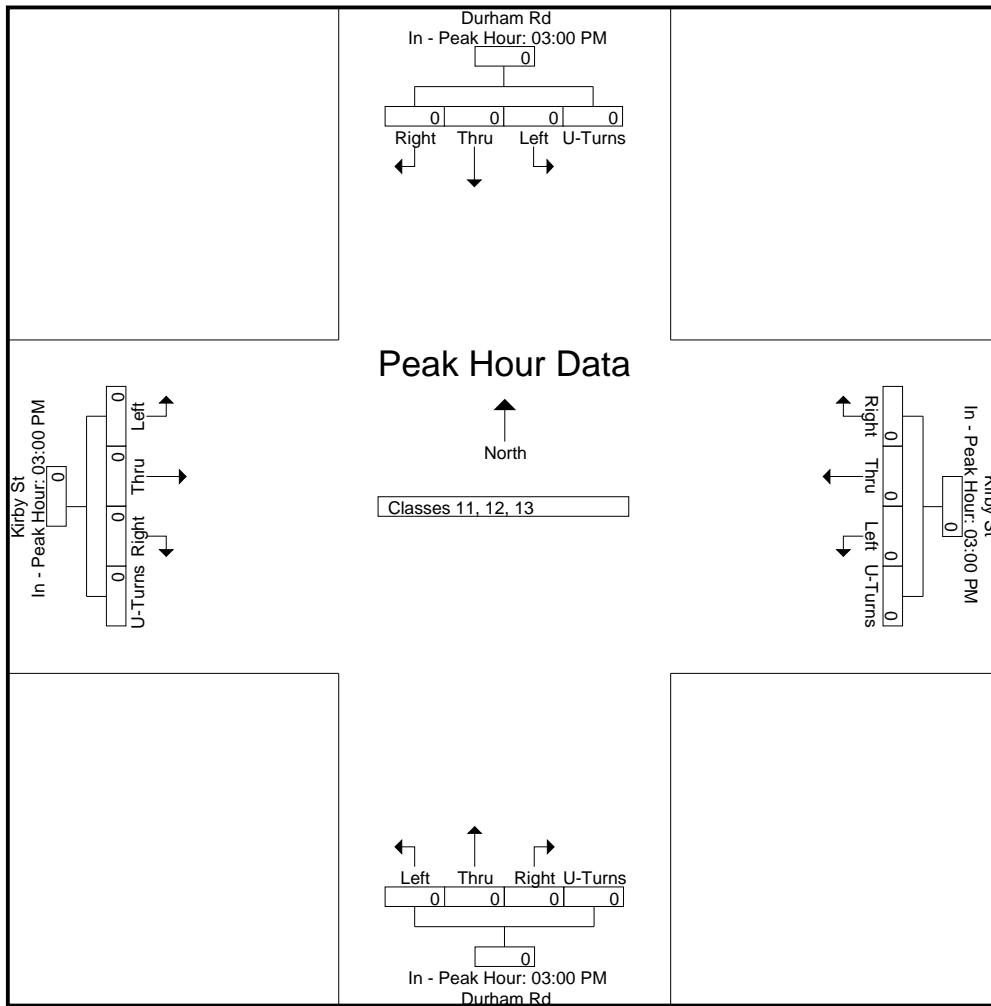 Durham Rd
In - Peak Hour: 03:00 PM
0
0 0 0 0
Right Thru Left U-Turns
Peak Hour Data
North
Classes 11, 12, 13
Kirby St
In - Peak Hour: 03:00 PM
0
0 0 0 0
Left Thru Right U-Turns
Kirby St
In - Peak Hour: 03:00 PM
0
0 0 0 0
Right Thru Left U-Turns
Left Thru Right U-Turns
0 0 0 0
0
In - Peak Hour: 03:00 PM
Durham Rd